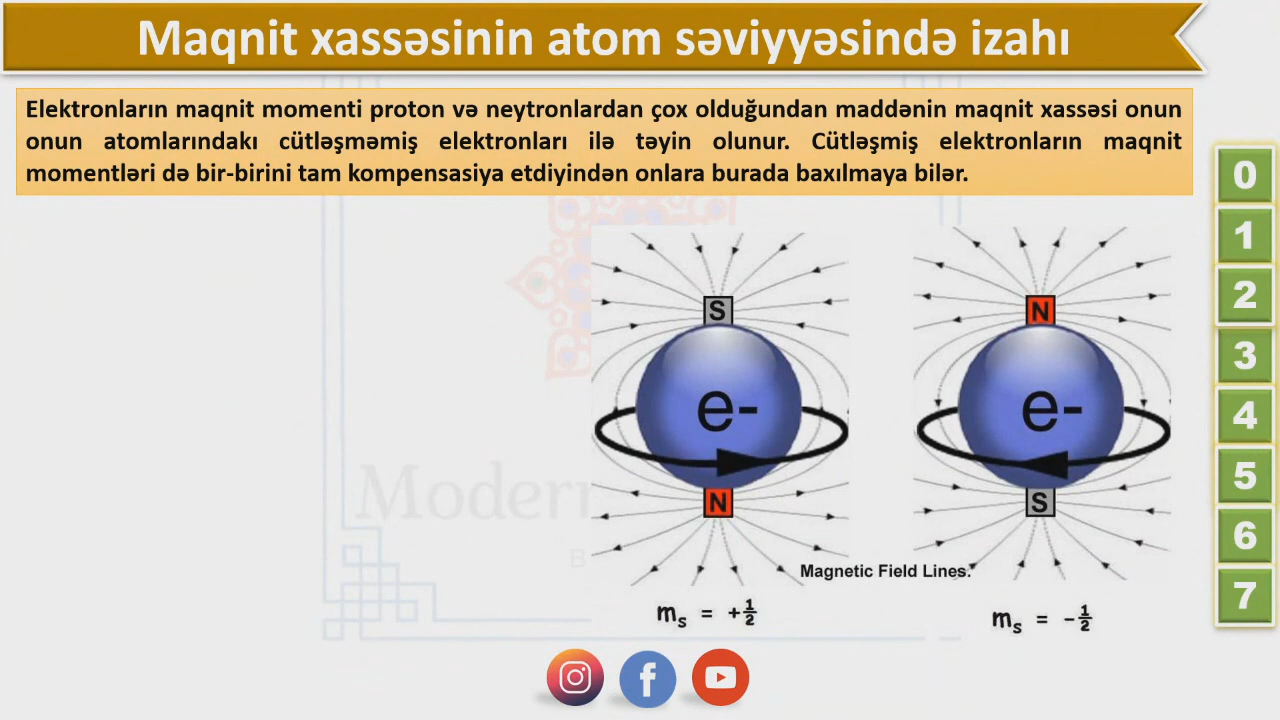 Maqnit xassəsinin atom səviyyəsində izahı
Elektronların maqnit momenti proton və neytronlardan çox olduğundan maddənin maqnit xassəsi onun
onun atomlarındakı cütləşməmiş elektronları ilə təyin olunur. Cütləşmiş elektronların maqnit
momentləri də bir-birini tam kompensasiya etdiyindən onlara burada baxılmaya bilər.
0
1
2
3
4
5
6
7
S
N
e-
e-
N
S
Magnetic Field Lines.
mₛ = +½
mₛ = -½
Modern
B